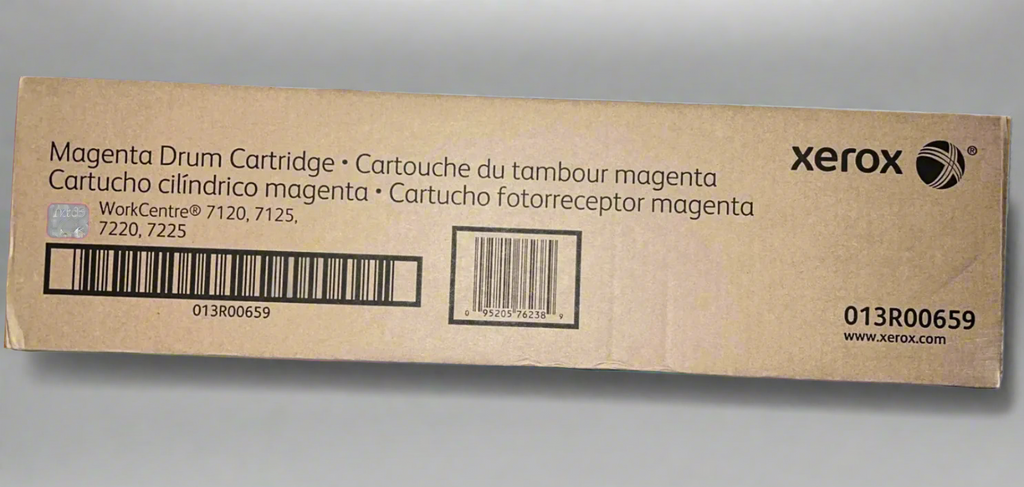 Magenta Drum Cartridge • Cartouche du tambour magenta
Cartucho cilíndrico magenta • Cartucho fotorreceptor magenta
WorkCentre® 7120, 7125,
7220, 7225
013R00659
0 95205 76238 9
xerox ®
013R00659
www.xerox.com